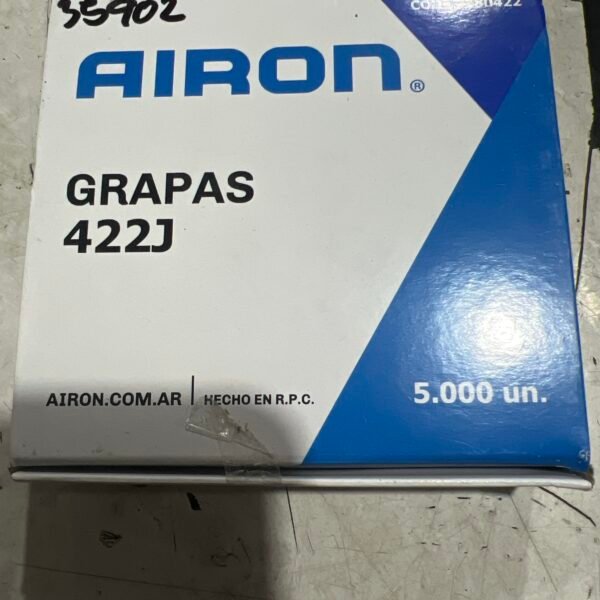 35902
AIRON®
GRAPAS
422J
AIRON.COM.AR | HECHO EN R.P.C.
5.000 un.